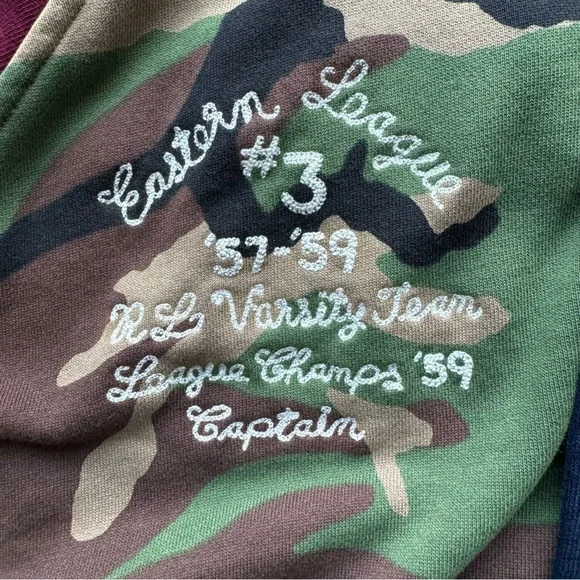 Eastern League
#3
'57-'59
RL Varsity Team
League Champs '59
Captain